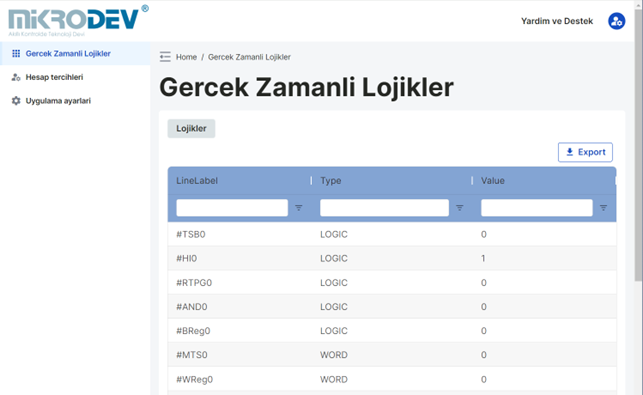 MiKRODEV®
Akıllı Kontrolde Teknoloji Devi
Yardim ve Destek
Gercek Zamanli Lojikler
Hesap tercihleri
Uygulama ayarlari
Home / Gercek Zamanli Lojikler
Gercek Zamanli Lojikler
Lojikler
Export
LineLabel Type Value
#TSB0 LOGIC 0
#HI0 LOGIC 1
#RTPG0 LOGIC 0
#AND0 LOGIC 0
#BReg0 LOGIC 0
#MTS0 WORD 0
#WReg0 WORD 0